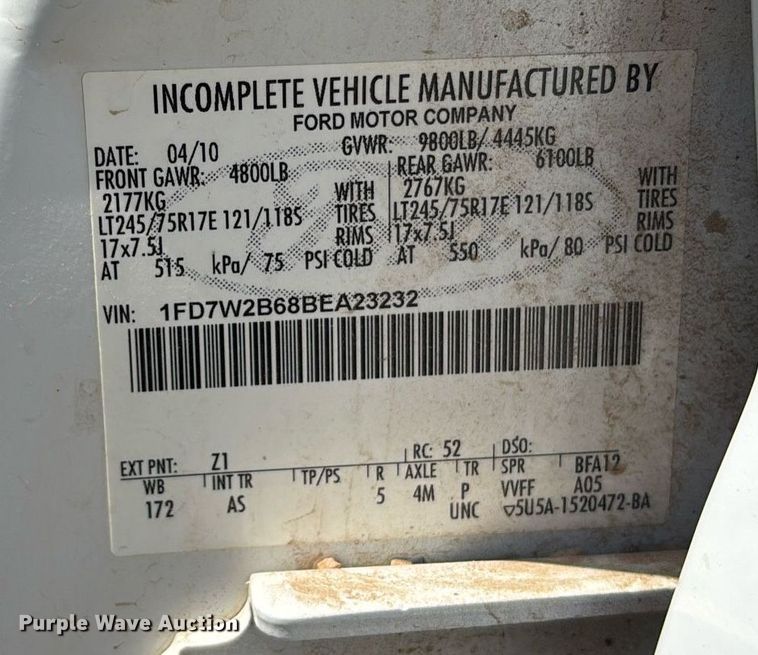 INCOMPLETE VEHICLE MANUFACTURED BY
FORD MOTOR COMPANY
DATE: 04/10 GVWR: 9800LB/ 4445KG
FRONT GAWR: 4800LB REAR GAWR: 6100LB
2177KG WITH 2767KG WITH
LT245/75R17E 121/118S TIRES LT245/75R17E 121/118S TIRES
17x7.5J RIMS 17x7.5J RIMS
AT 515 kPa/ 75 PSI COLD AT 550 kPa/ 80 PSI COLD
VIN: 1FD7W2B68BEA23232
EXT PNT: Z1 RC: 52 DSO:
WB INT TR TP/PS R AXLE TR SPR BFA12
172 AS 5 4M P VVFF A05
UNC ▽5U5A-1520472-BA
Purple Wave Auction